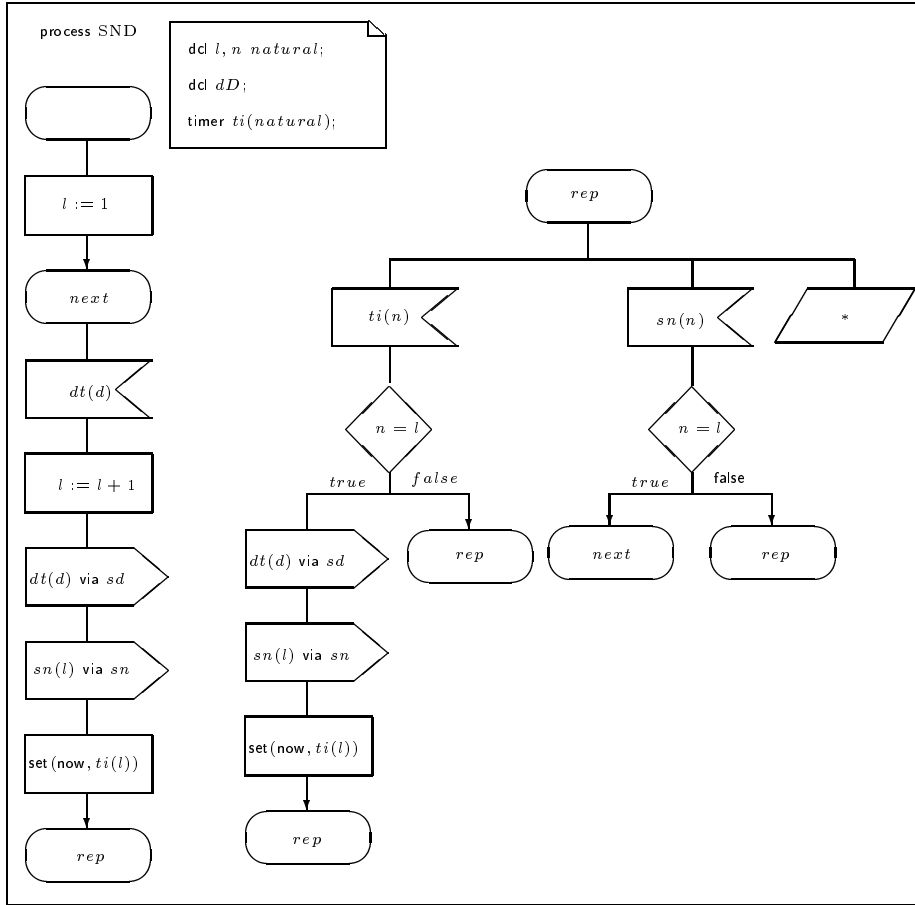 process SND
dcl l, n natural;
dcl dD;
timer ti(natural);
l := 1
next
dt(d)
l := l + 1
dt(d) via sd
sn(l) via sn
set(now, ti(l))
rep
rep
ti(n)
sn(n)
*
n = l
n = l
true
false
true
false
dt(d) via sd
rep
next
rep
sn(l) via sn
set(now, ti(l))
rep